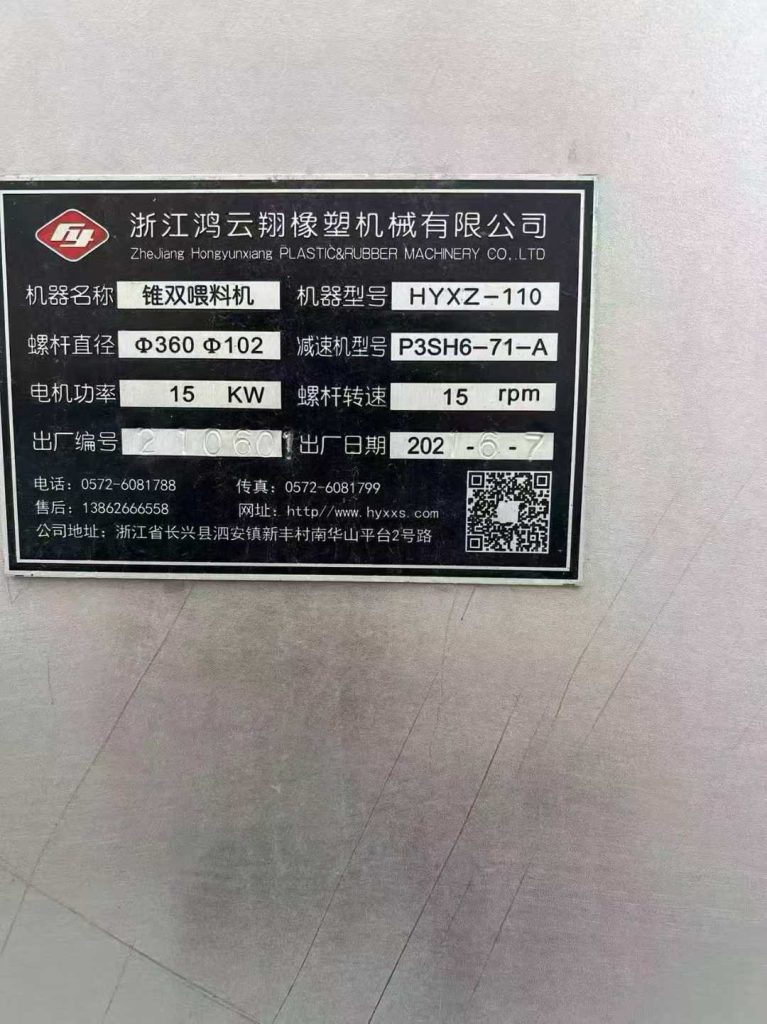 浙江鸿云翔橡塑机械有限公司
ZheJiang Hongyunxiang PLASTIC&RUBBER MACHINERY CO,.LTD
机器名称 锥双喂料机 机器型号 HYXZ-110
螺杆直径 Φ360 Φ102 减速机型号 P3SH6-71-A
电机功率 15 KW 螺杆转速 15 rpm
出厂编号 210601 出厂日期 2021-6-7
电话：0572-6081788 传真：0572-6081799
售后：13862666558 网址：http//www.hyxxs.com
公司地址：浙江省长兴县泗安镇新丰村南华山平台2号路